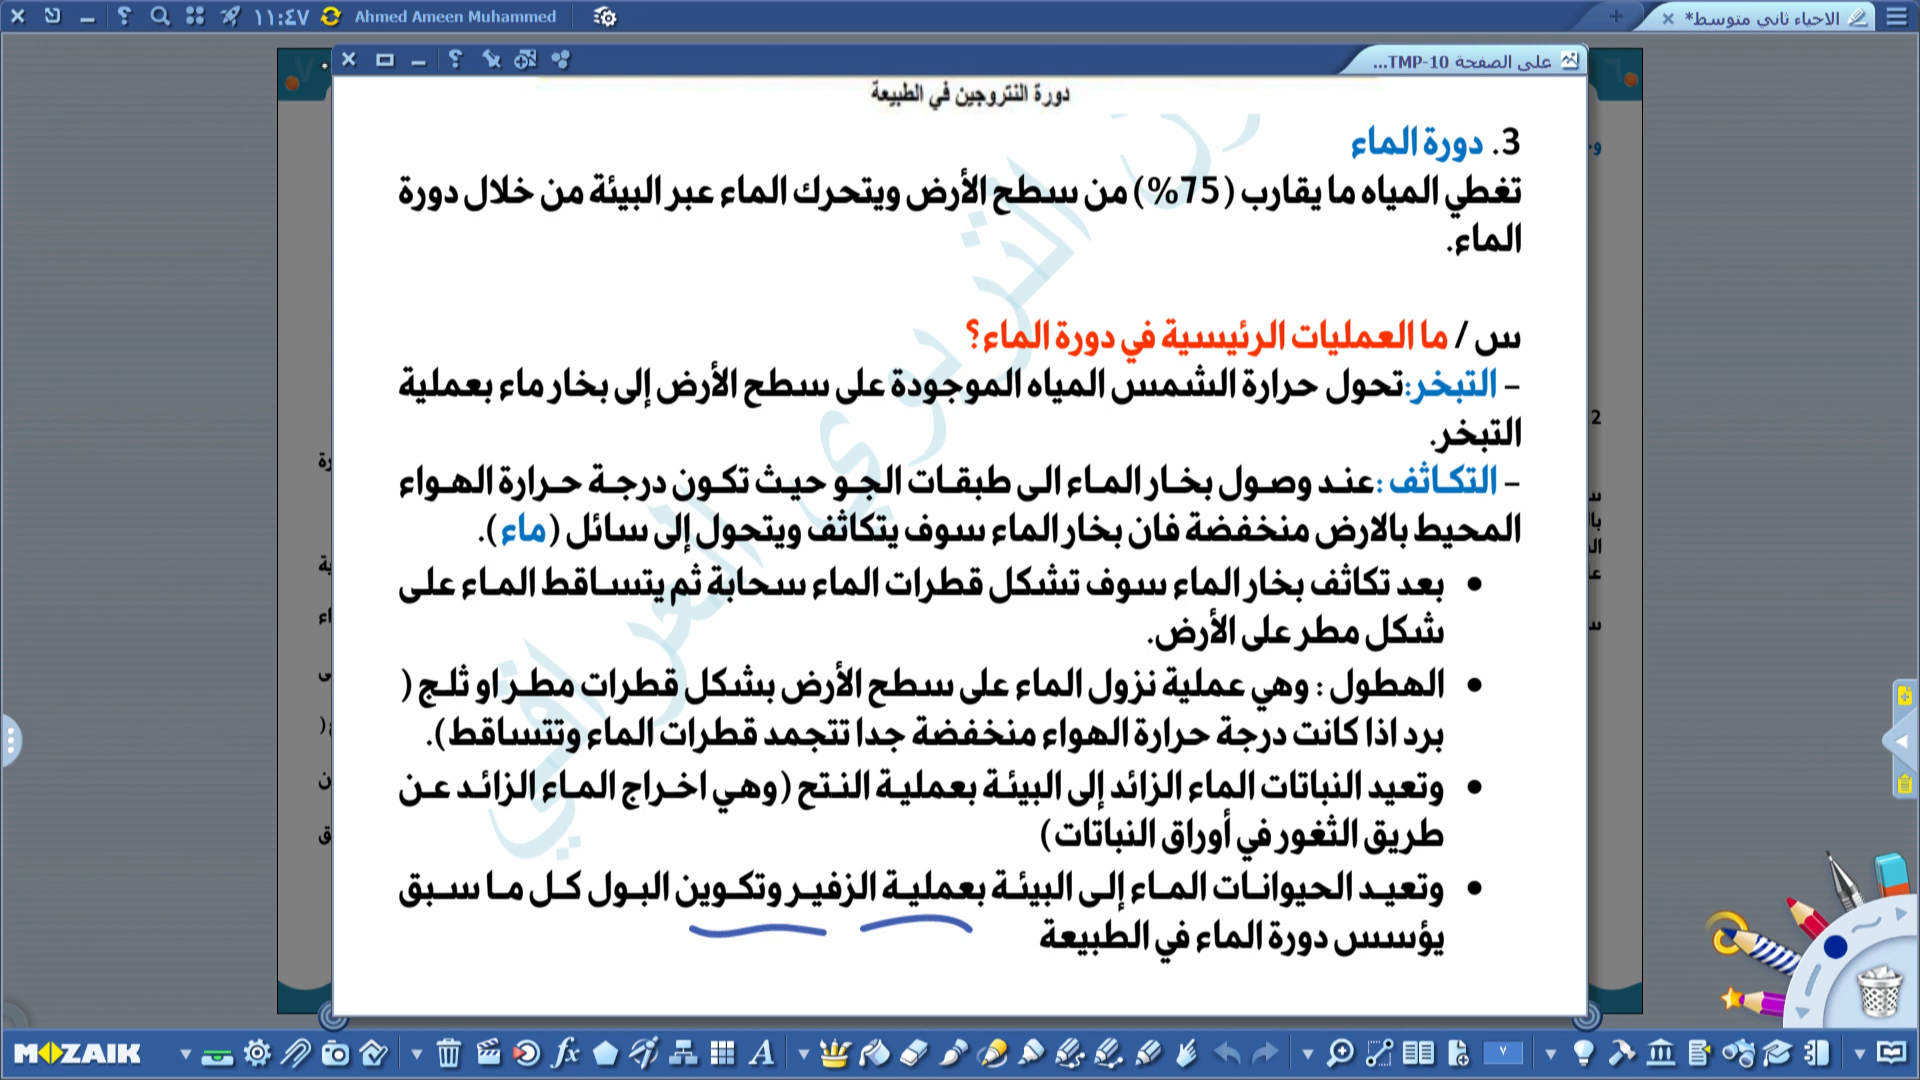 الاحياء ثاني متوسط*
Ahmed Ameen Muhammed
١١:٤٧
على الصفحة TMP-10...
دورة النتروجين في الطبيعة
3. دورة الماء
تغطي المياه ما يقارب (75%) من سطح الأرض ويتحرك الماء عبر البيئة من خلال دورة
الماء.
س / ما العمليات الرئيسية في دورة الماء؟
- التبخر:تحول حرارة الشمس المياه الموجودة على سطح الأرض إلى بخار ماء بعملية
التبخر.
- التكاثف :عند وصول بخار الماء الى طبقات الجو حيث تكون درجة حرارة الهواء
المحيط بالارض منخفضة فان بخار الماء سوف يتكاثف ويتحول إلى سائل (ماء).
• بعد تكاثف بخار الماء سوف تشكل قطرات الماء سحابة ثم يتساقط الماء على
شكل مطر على الأرض.
• الهطول : وهي عملية نزول الماء على سطح الأرض بشكل قطرات مطر او ثلج (
برد اذا كانت درجة حرارة الهواء منخفضة جدا تتجمد قطرات الماء وتتساقط).
• وتعيد النباتات الماء الزائد إلى البيئة بعملية النتح (وهي اخراج الماء الزائد عن
طريق الثغور في أوراق النباتات)
• وتعيد الحيوانات الماء إلى البيئة بعملية الزفير وتكوين البول كل ما سبق
يؤسس دورة الماء في الطبيعة
التربوي العراقي
MOZAIK
٧